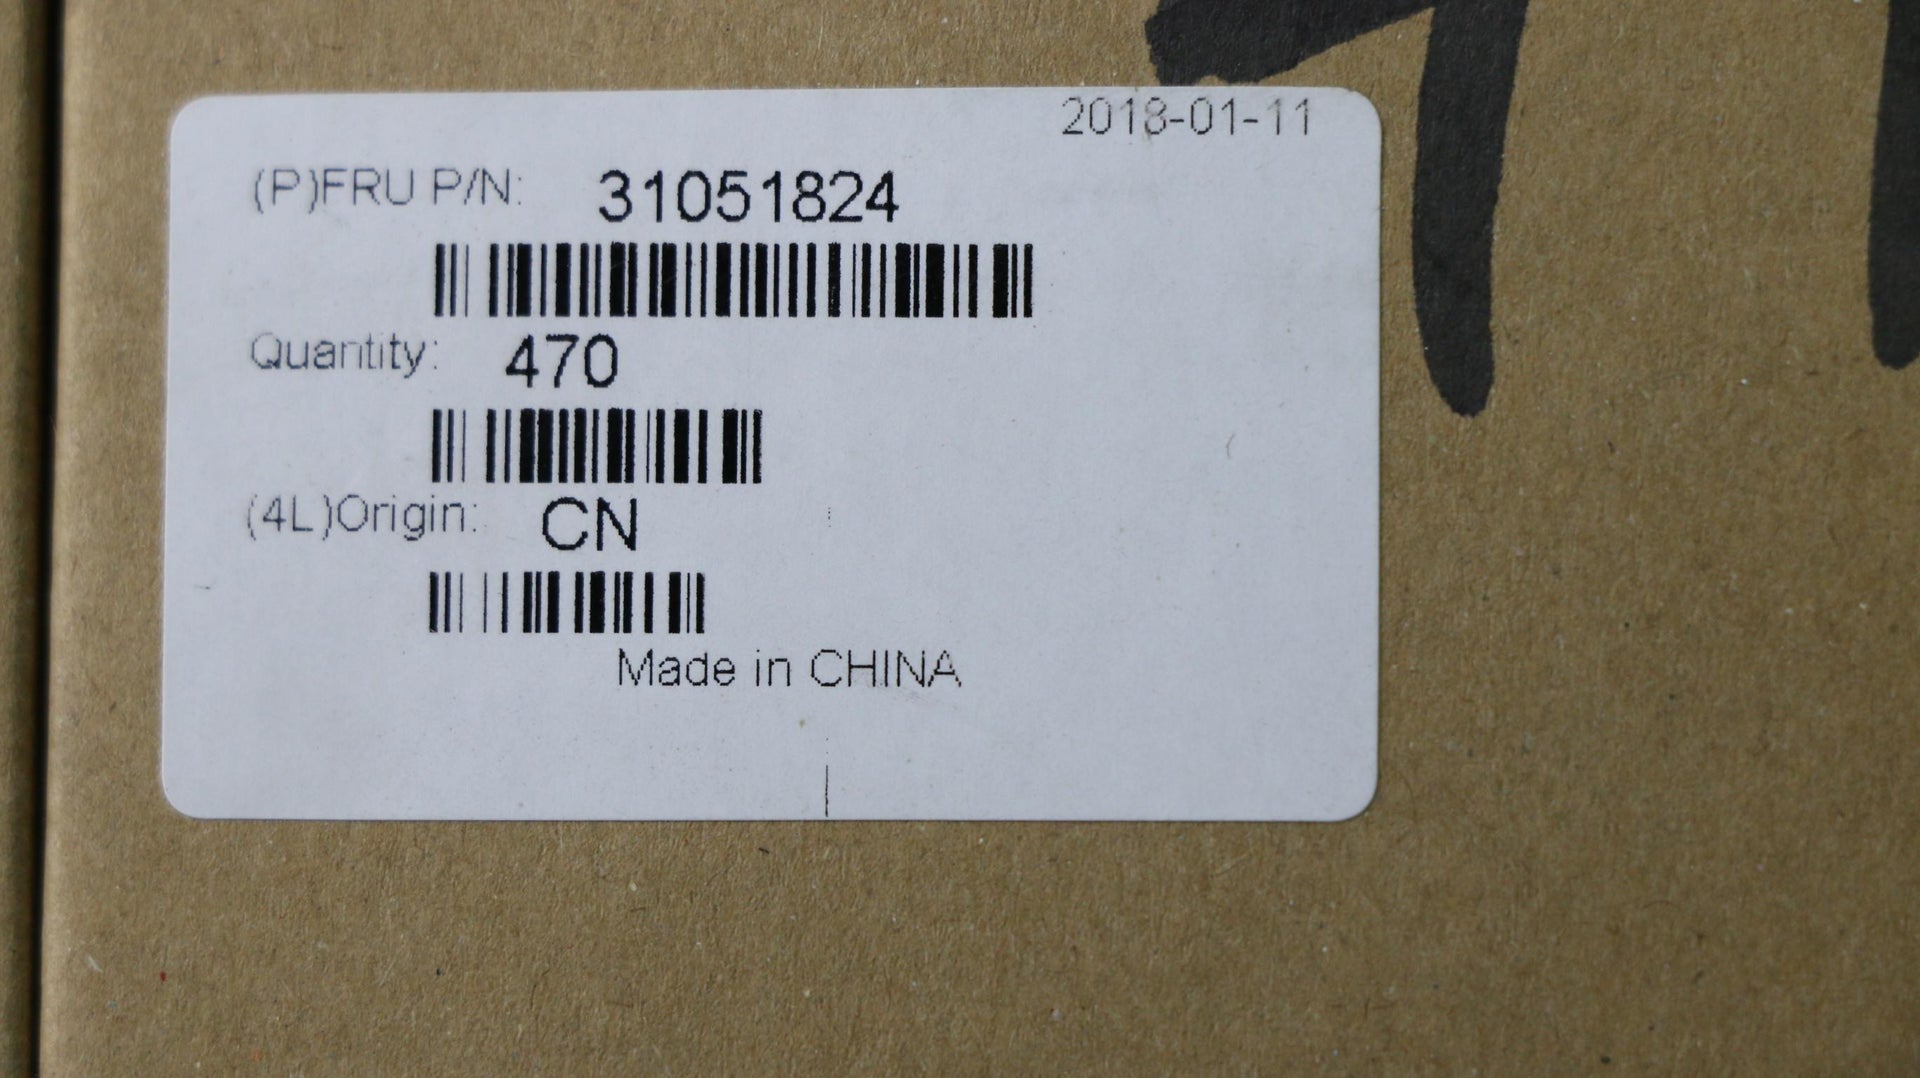 2018-01-11
(P)FRU P/N: 31051824
Quantity: 470
(4L)Origin: CN
Made in CHINA